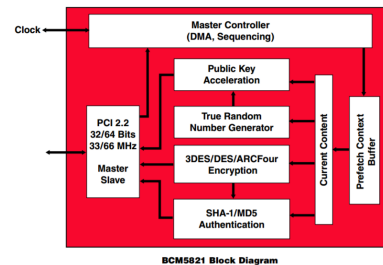 Clock
Master Controller
(DMA, Sequencing)
Public Key
Acceleration
PCI 2.2
32/64 Bits
33/66 MHz
Master
Slave
True Random
Number Generator
3DES/DES/ARCFour
Encryption
SHA-1/MD5
Authentication
Current Content
Prefetch Context
Buffer
BCM5821 Block Diagram